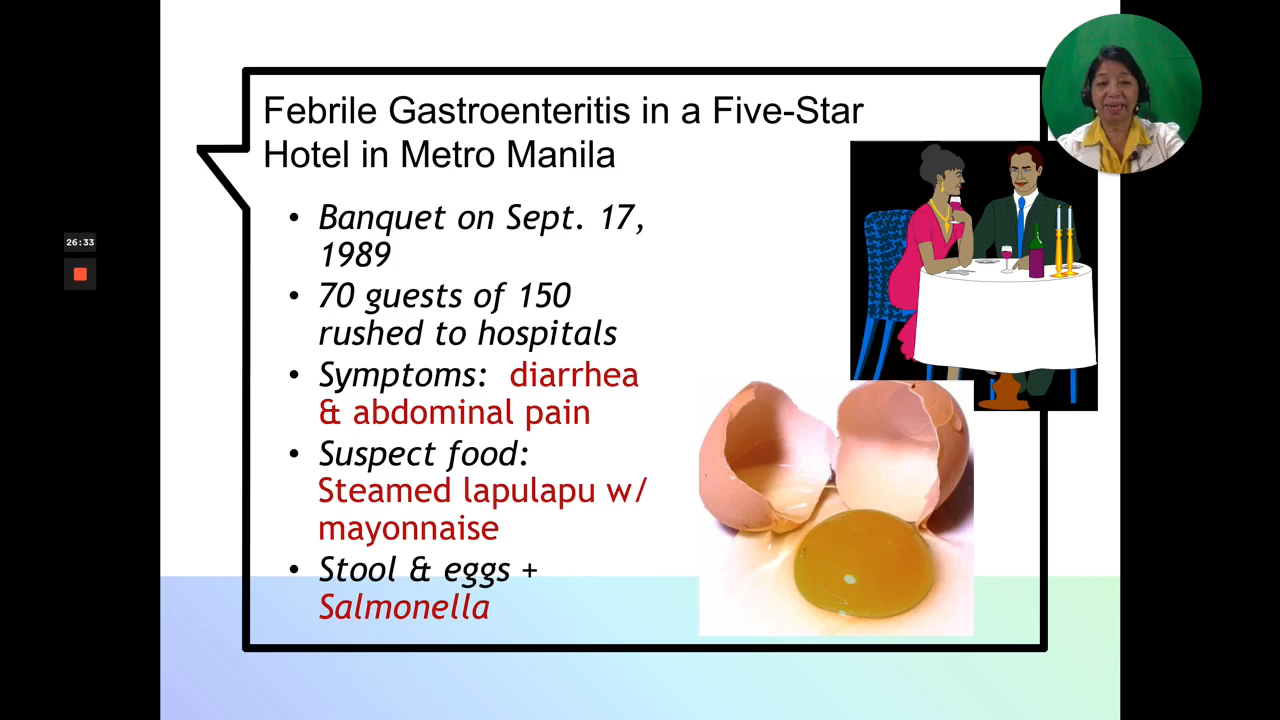 Febrile Gastroenteritis in a Five-Star
Hotel in Metro Manila
• Banquet on Sept. 17,
1989
• 70 guests of 150
rushed to hospitals
• Symptoms: diarrhea
& abdominal pain
• Suspect food:
Steamed lapulapu w/
mayonnaise
• Stool & eggs +
Salmonella
26:33